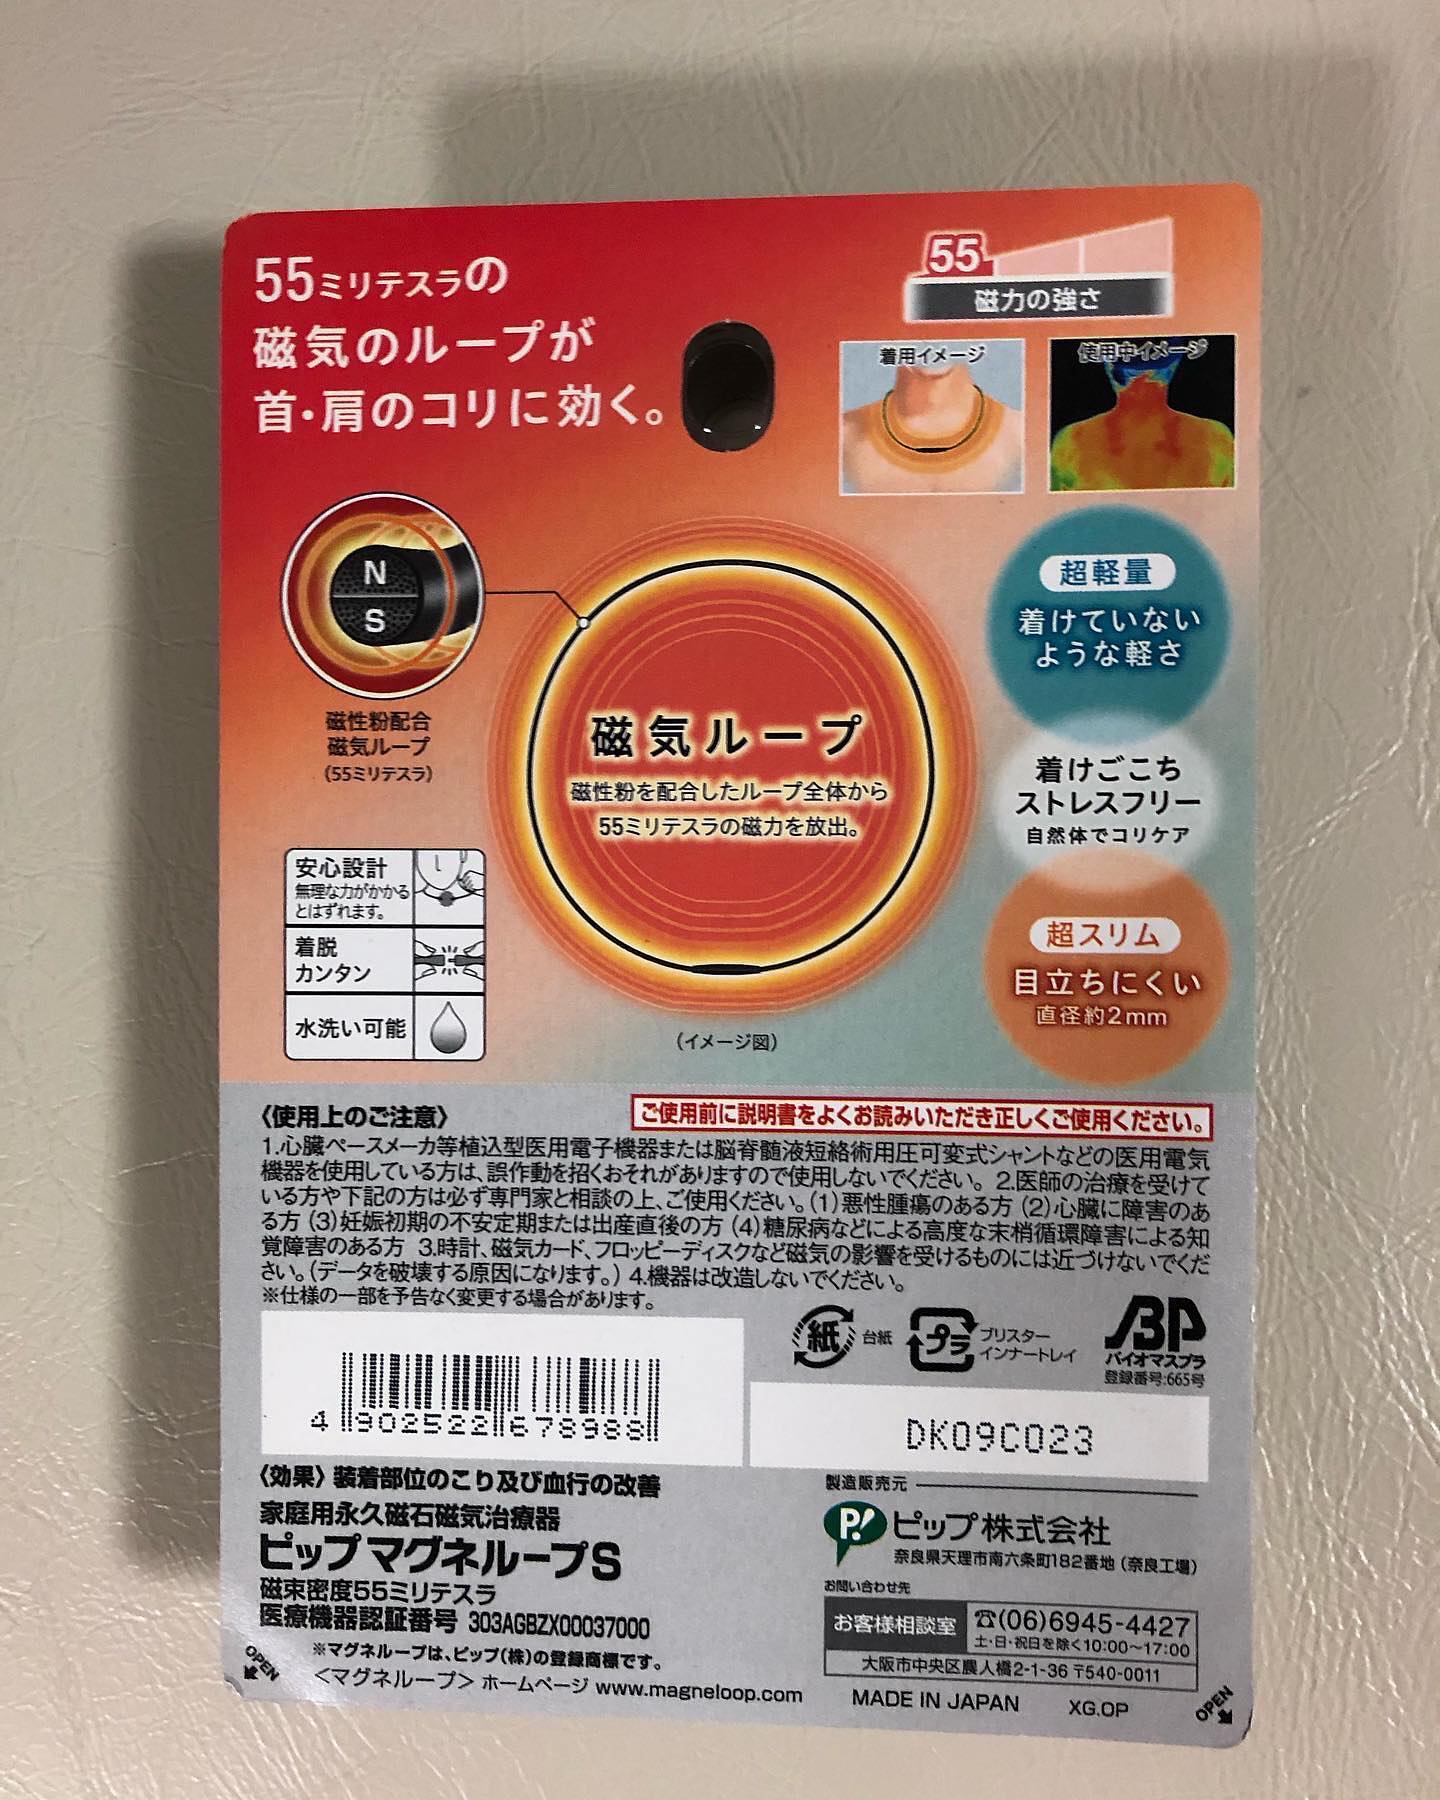 55ミリテスラの
磁気のループが
首・肩のコリに効く。
55
磁力の強さ
着用イメージ
使用中イメージ
N
S
磁性粉配合
磁気ループ
(55ミリテスラ)
磁気ループ
磁性粉を配合したループ全体から
55ミリテスラの磁力を放出。
(イメージ図)
超軽量
着けていない
ような軽さ
着けごこち
ストレスフリー
自然体でコリケア
超スリム
目立ちにくい
直径約2mm
安心設計
無理な力がかかる
とはずれます。
着脱
カンタン
水洗い可能
〈使用上のご注意〉
ご使用前に説明書をよくお読みいただき正しくご使用ください。
1.心臓ペースメーカ等植込型医用電子機器または脳脊髄液短絡術用圧可変式シャントなどの医用電気
機器を使用している方は、誤作動を招くおそれがありますので使用しないでください。 2.医師の治療を受けて
いる方や下記の方は必ず専門家と相談の上、ご使用ください。(1)悪性腫瘍のある方 (2)心臓に障害のあ
る方 (3)妊娠初期の不安定期または出産直後の方 (4)糖尿病などによる高度な末梢循環障害による知
覚障害のある方 3.時計、磁気カード、フロッピーディスクなど磁気の影響を受けるものには近づけないでくだ
さい。(データを破壊する原因になります。) 4.機器は改造しないでください。
※仕様の一部を予告なく変更する場合があります。
紙
台紙
プラ
ブリスター
インナートレイ
BP
バイオマスプラ
登録番号:665号
4 902522 678988
DK09C023
〈効果〉装着部位のこり及び血行の改善
家庭用永久磁石磁気治療器
ピップ マグネループS
磁束密度55ミリテスラ
医療機器認証番号 303AGBZX00037000
※マグネループは、ピップ(株)の登録商標です。
<マグネループ> ホームページ www.magneloop.com
OPEN
製造販売元
P!
ピップ株式会社
奈良県天理市南六条町182番地 (奈良工場)
お問い合わせ先
お客様相談室
☎(06)6945-4427
土・日・祝日を除く10:00〜17:00
大阪市中央区農人橋2-1-36 〒540-0011
MADE IN JAPAN
XG.OP
OPEN